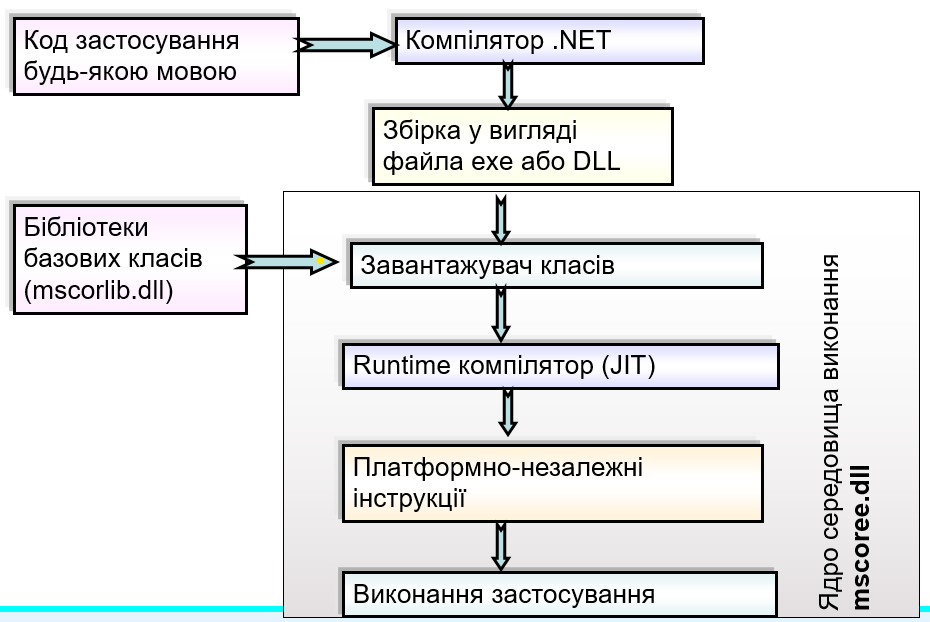 Код застосування
будь-якою мовою
Компілятор .NET
Збірка у вигляді
файла exe або DLL
Бібліотеки
базових класів
(mscorlib.dll)
Завантажувач класів
Runtime компілятор (JIT)
Платформно-незалежні
інструкції
Виконання застосування
Ядро середовища виконання
mscoree.dll